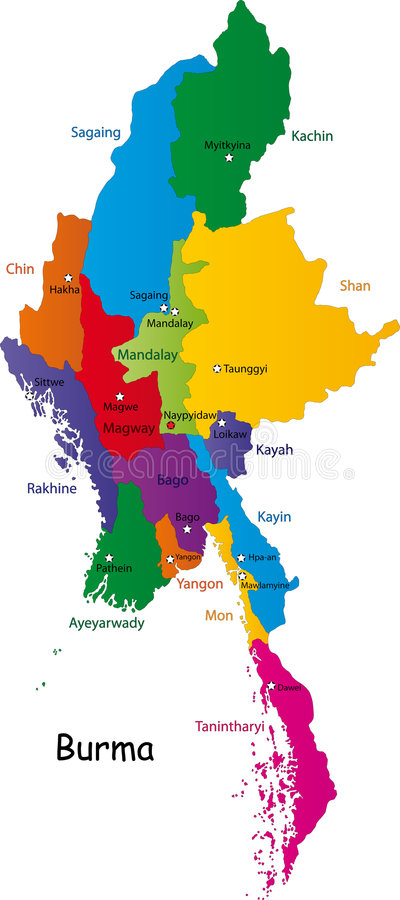 Sagaing
Kachin
Myitkyina
Chin
Hakha
Shan
Sagaing
Mandalay
Mandalay
Taunggyi
Sittwe
Magwe
Magway
Naypyidaw
Loikaw
Kayah
Rakhine
Bago
Kayin
Bago
Pathein
Yangon
Hpa-an
Yangon
Mawlamyine
Mon
Ayeyarwady
Dawei
Tanintharyi
Burma
dreamstime